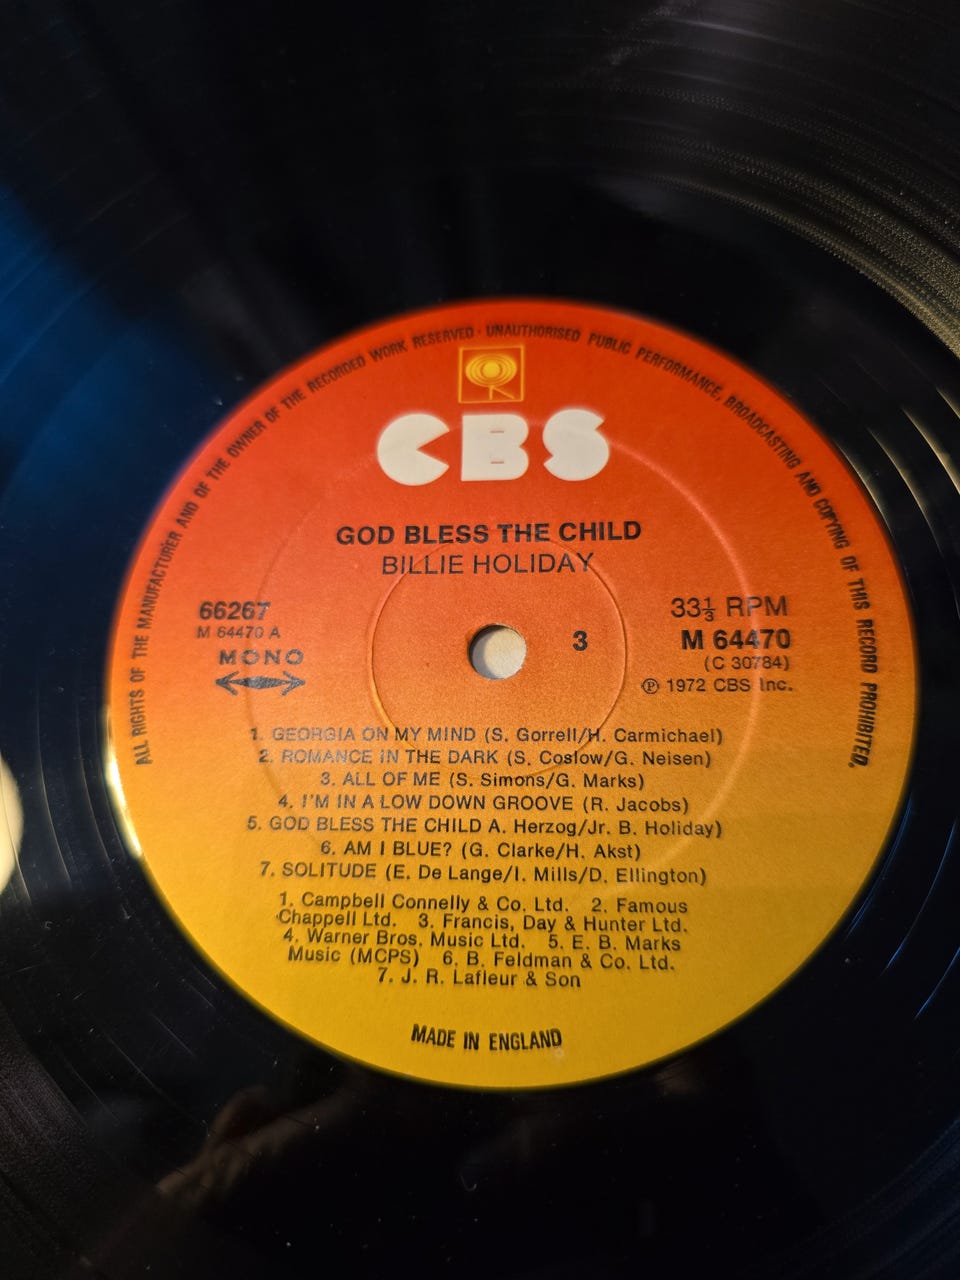 ALL RIGHTS OF THE MANUFACTURER AND OF THE OWNER OF THE RECORDED WORK RESERVED · UNAUTHORISED PUBLIC PERFORMANCE, BROADCASTING AND COPYING OF THIS RECORD PROHIBITED.
CBS
GOD BLESS THE CHILD
BILLIE HOLIDAY
66267
M 64470 A
MONO
3
33⅓ RPM
M 64470
(C 30784)
℗ 1972 CBS Inc.
1. GEORGIA ON MY MIND (S. Gorrell/H. Carmichael)
2. ROMANCE IN THE DARK (S. Coslow/G. Neisen)
3. ALL OF ME (S. Simons/G. Marks)
4. I'M IN A LOW DOWN GROOVE (R. Jacobs)
5. GOD BLESS THE CHILD A. Herzog/Jr. B. Holiday)
6. AM I BLUE? (G. Clarke/H. Akst)
7. SOLITUDE (E. De Lange/I. Mills/D. Ellington)
1. Campbell Connelly & Co. Ltd. 2. Famous
Chappell Ltd. 3. Francis, Day & Hunter Ltd.
4. Warner Bros. Music Ltd. 5. E. B. Marks
Music (MCPS) 6. B. Feldman & Co. Ltd.
7. J. R. Lafleur & Son
MADE IN ENGLAND